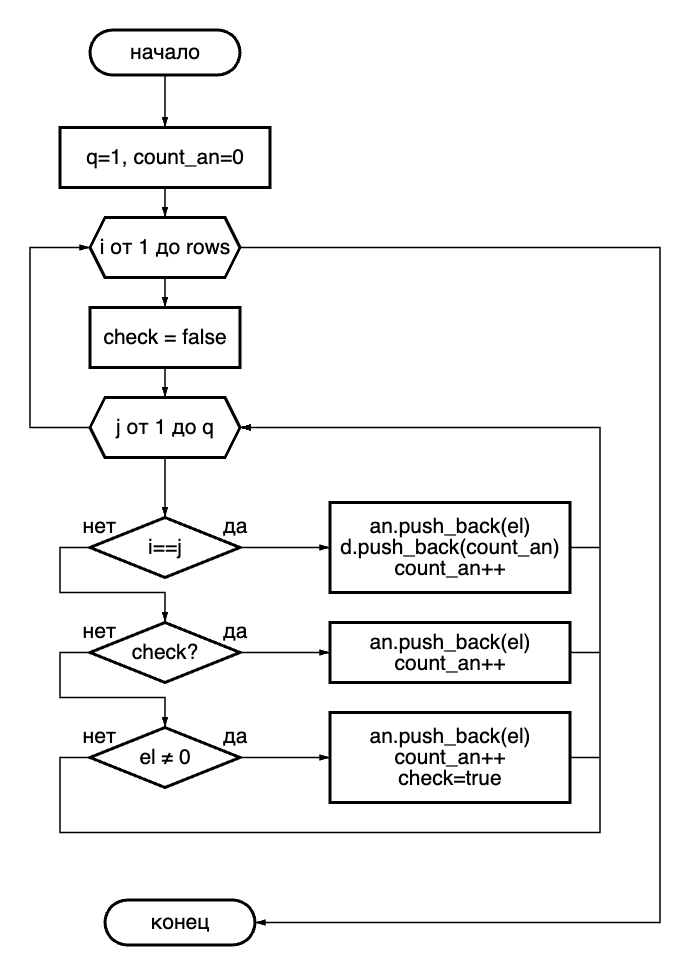 начало
q=1, count_an=0
i от 1 до rows
check = false
j от 1 до q
нет
да
i==j
an.push_back(el)
d.push_back(count_an)
count_an++
нет
да
check?
an.push_back(el)
count_an++
нет
да
el ≠ 0
an.push_back(el)
count_an++
check=true
конец